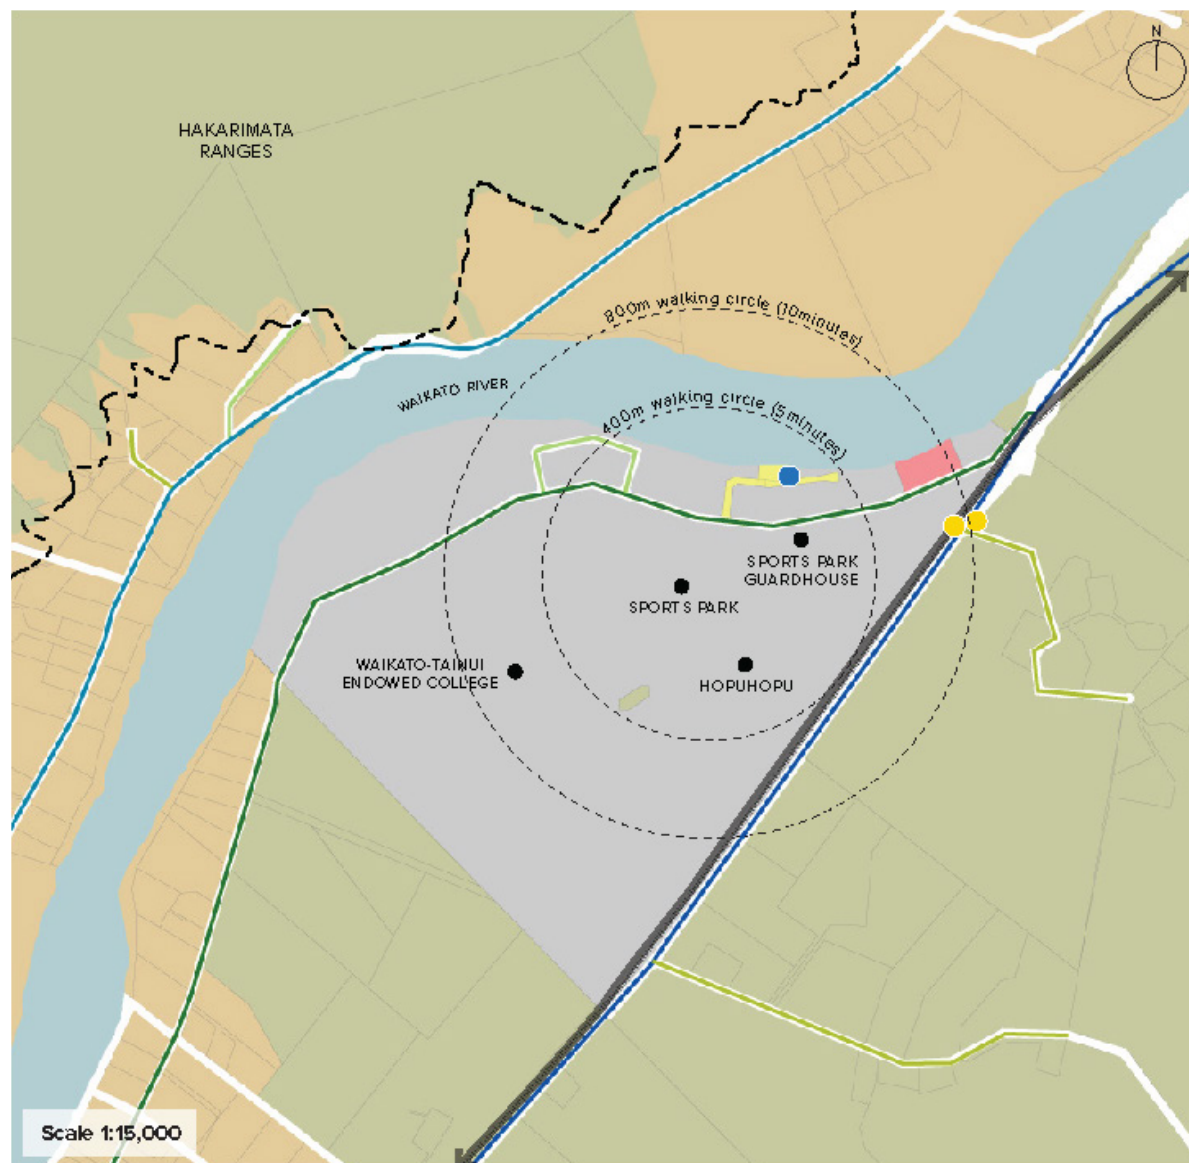 N
HAKARIMATA
RANGES
800m walking circle (10minutes)
WAIKATO RIVER
400m walking circle (5minutes)
SPORTS PARK
GUARDHOUSE
SPORTS PARK
WAIKATO-TAINUI
ENDOWED COLLEGE
HOPUHOPU
Scale 1:15,000